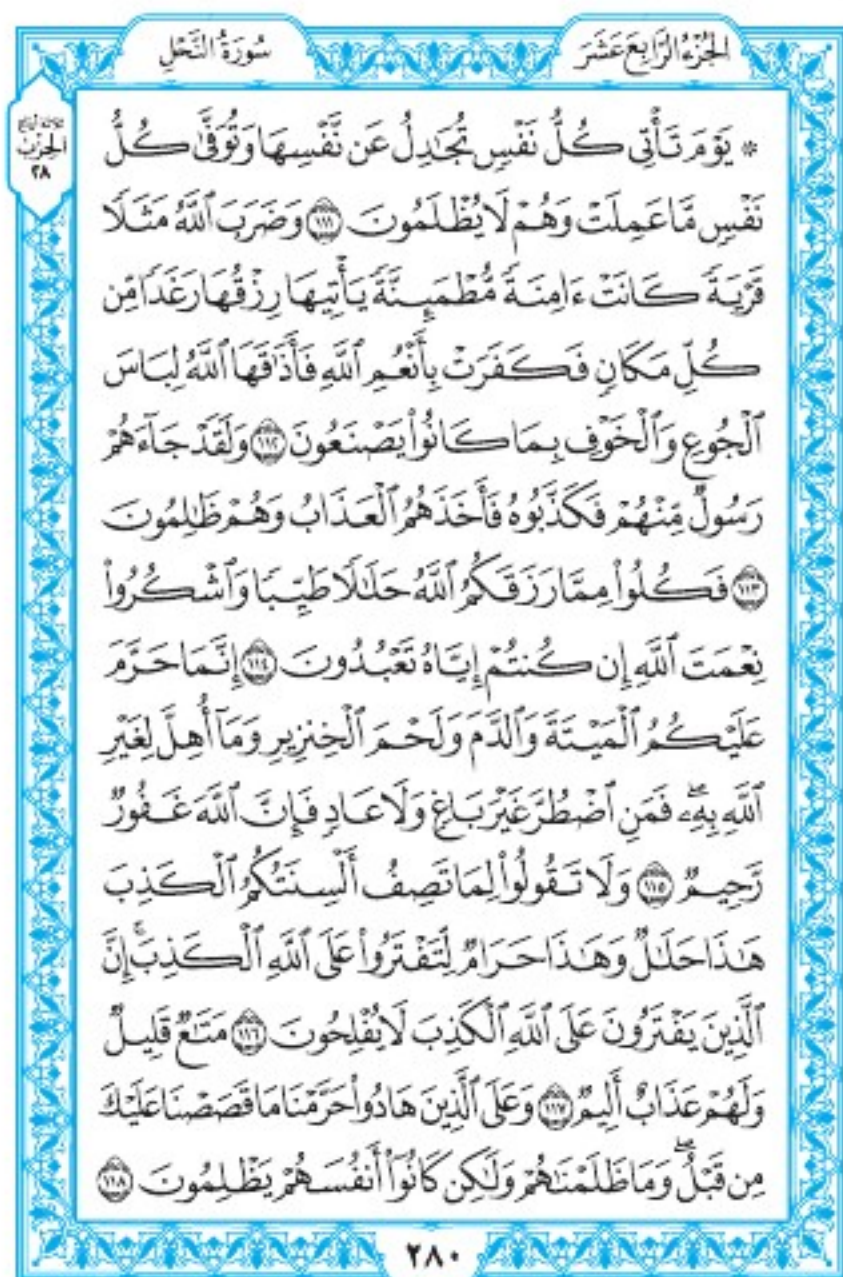 الجُزْءُ الرَّابِعَ عَشَرَ
سُورَةُ النَّحْلِ
الحِزْبُ
٢٨
۞ يَوْمَ تَأْتِي كُلُّ نَفْسٖ تُجَٰدِلُ عَن نَّفْسِهَا وَتُوَفَّىٰ كُلُّ
نَفْسٖ مَّا عَمِلَتْ وَهُمْ لَا يُظْلَمُونَ ١١١ وَضَرَبَ ٱللَّهُ مَثَلٗا
قَرْيَةٗ كَانَتْ ءَامِنَةٗ مُّطْمَئِنَّةٗ يَأْتِيهَا رِزْقُهَا رَغَدٗا مِّن
كُلِّ مَكَانٖ فَكَفَرَتْ بِأَنْعُمِ ٱللَّهِ فَأَذَٰقَهَا ٱللَّهُ لِبَاسَ
ٱلْجُوعِ وَٱلْخَوْفِ بِمَا كَانُواْ يَصْنَعُونَ ١١٢ وَلَقَدْ جَآءَهُمْ
رَسُولٞ مِّنْهُمْ فَكَذَّبُوهُ فَأَخَذَهُمُ ٱلْعَذَابُ وَهُمْ ظَٰلِمُونَ
١١٣ فَكُلُواْ مِمَّا رَزَقَكُمُ ٱللَّهُ حَلَٰلٗا طَيِّبٗا وَٱشْكُرُواْ
نِعْمَتَ ٱللَّهِ إِن كُنتُمْ إِيَّاهُ تَعْبُدُونَ ١١٤ إِنَّمَا حَرَّمَ
عَلَيْكُمُ ٱلْمَيْتَةَ وَٱلدَّمَ وَلَحْمَ ٱلْخِنزِيرِ وَمَآ أُهِلَّ لِغَيْرِ
ٱللَّهِ بِهِۦۖ فَمَنِ ٱضْطُرَّ غَيْرَ بَاغٖ وَلَا عَادٖ فَإِنَّ ٱللَّهَ غَفُورٞ
رَّحِيمٞ ١١٥ وَلَا تَقُولُواْ لِمَا تَصِفُ أَلْسِنَتُكُمُ ٱلْكَذِبَ
هَٰذَا حَلَٰلٞ وَهَٰذَا حَرَامٞ لِّتَفْتَرُواْ عَلَى ٱللَّهِ ٱلْكَذِبَۚ إِنَّ
ٱلَّذِينَ يَفْتَرُونَ عَلَى ٱللَّهِ ٱلْكَذِبَ لَا يُفْلِحُونَ ١١٦ مَتَٰعٞ قَلِيلٞ
وَلَهُمْ عَذَابٌ أَلِيمٞ ١١٧ وَعَلَى ٱلَّذِينَ هَادُواْ حَرَّمْنَا مَا قَصَصْنَا عَلَيْكَ
مِن قَبْلُۖ وَمَا ظَلَمْنَٰهُمْ وَلَٰكِن كَانُوٓاْ أَنفُسَهُمْ يَظْلِمُونَ ١١٨
٢٨٠